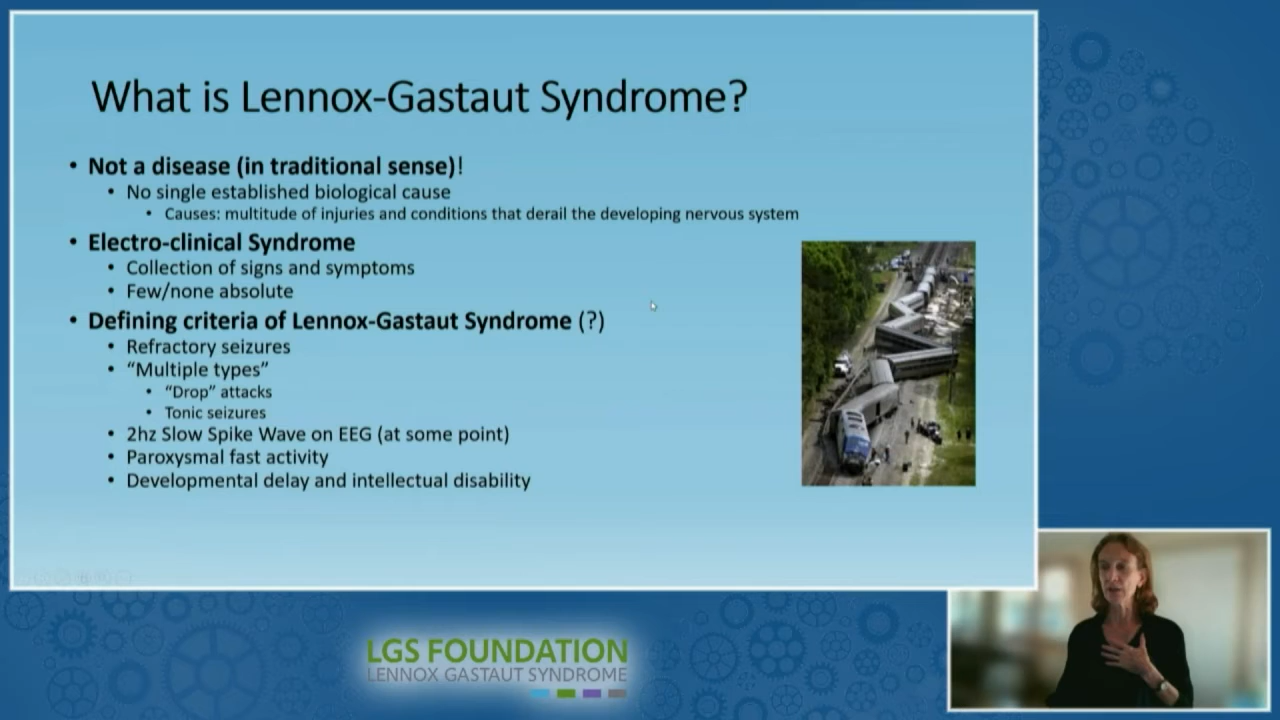 What is Lennox-Gastaut Syndrome?
• Not a disease (in traditional sense)!
• No single established biological cause
• Causes: multitude of injuries and conditions that derail the developing nervous system
• Electro-clinical Syndrome
• Collection of signs and symptoms
• Few/none absolute
• Defining criteria of Lennox-Gastaut Syndrome (?)
• Refractory seizures
• “Multiple types”
• “Drop” attacks
• Tonic seizures
• 2hz Slow Spike Wave on EEG (at some point)
• Paroxysmal fast activity
• Developmental delay and intellectual disability
LGS FOUNDATION
LENNOX GASTAUT SYNDROME